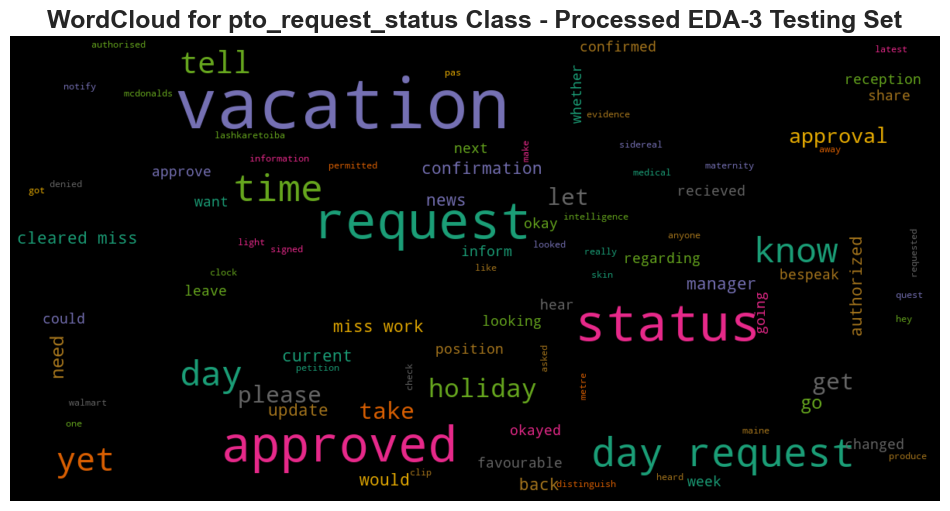 WordCloud for pto_request_status Class - Processed EDA-3 Testing Set
authorised
tell
confirmed
latest
pas
notify
mcdonalds
vacation
whether
reception
share
evidence
lashkaretoiba
next
make
sidereal
approval
away
information
permitted
confirmation
maternity
approve
medical
denied
got
time
want
news
let
recieved
request
okay
intelligence
know
cleared miss
light
signed
inform
looked
really
anyone
regarding
authorized
requested
clock
like
skin
bespeak
leave
manager
quest
hear
going
could
miss work
looking
status
hey
need
current
position
asked
petition
day
please
check
holiday
metre
get
walmart
update
take
go
one
approved
okayed
maine
changed
yet
day request
would
clip
favourable
produce
back
distinguish
heard
week